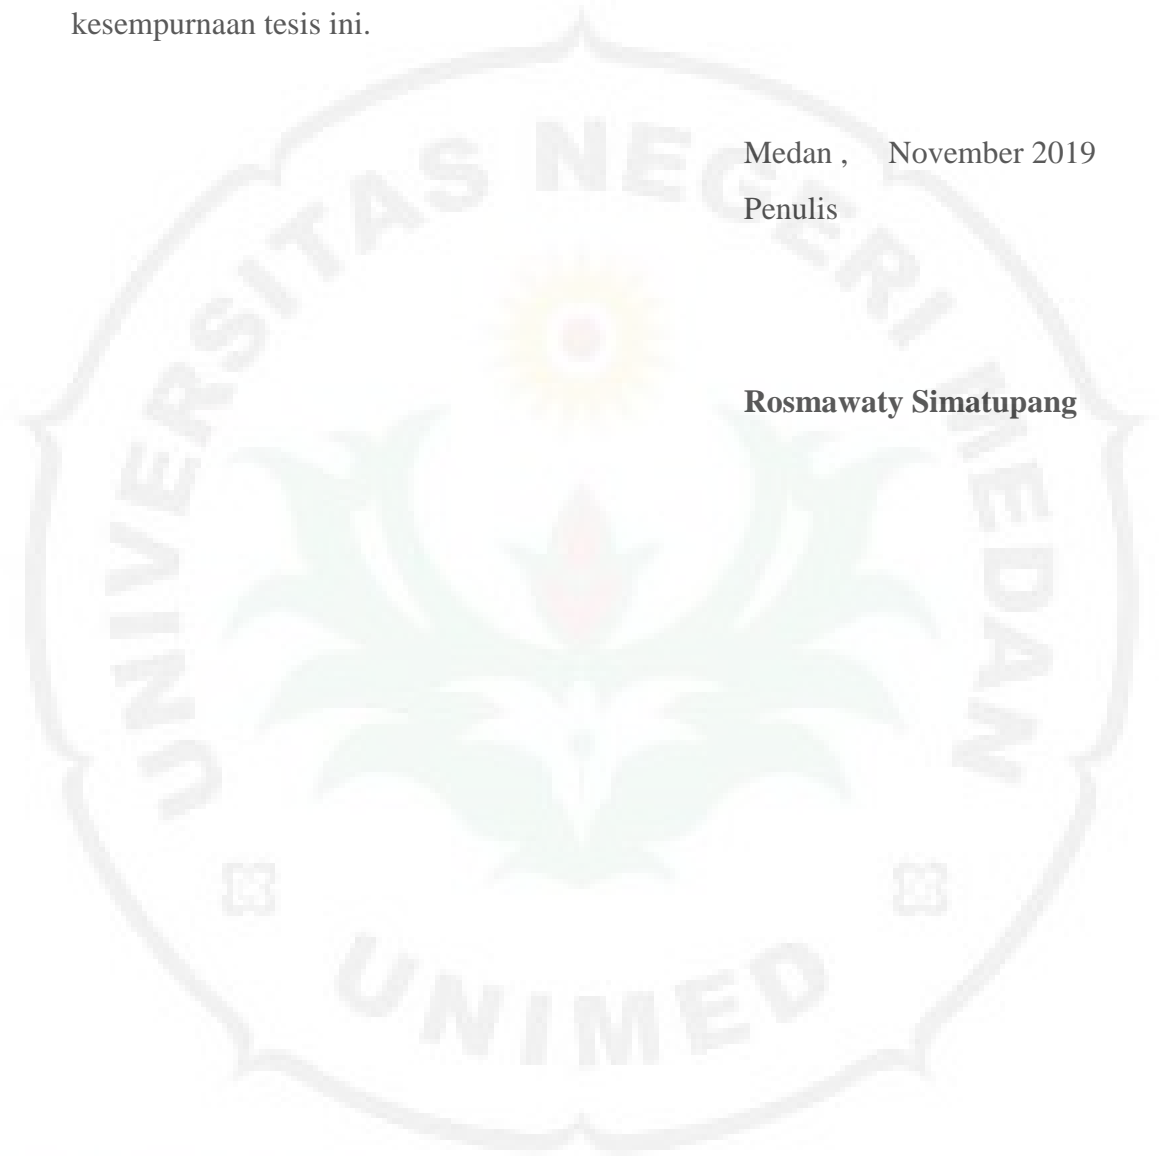 kesempurnaan tesis ini.
Medan ,     November 2019
Penulis
Rosmawaty Simatupang
UNIVERSITAS NEGERI MEDAN
UNIMED